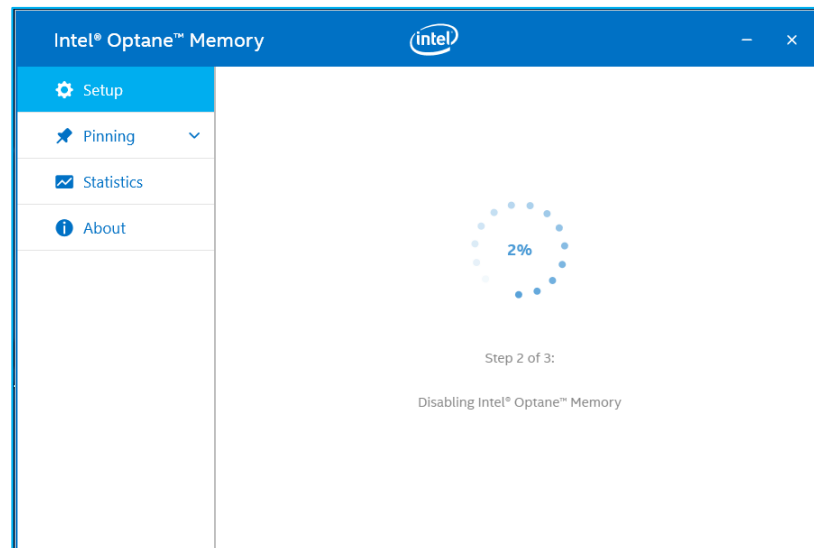 Intel® Optane™ Memory
intel
Setup
Pinning
Statistics
About
2%
Step 2 of 3:
Disabling Intel® Optane™ Memory